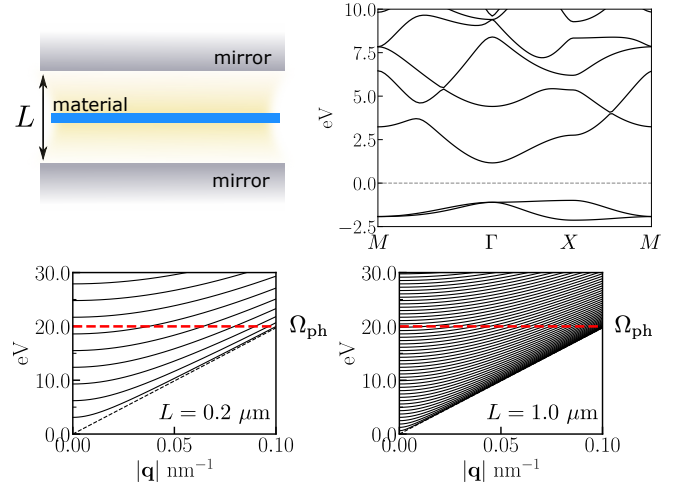 mirror
L
material
mirror
10.0
7.5
5.0
2.5
0.0
−2.5
eV
M Γ X M
30.0
20.0
10.0
0.0
eV
Ω_ph
L = 0.2 μm
0.00 0.05 0.10
|q| nm⁻¹
30.0
20.0
10.0
0.0
eV
Ω_ph
L = 1.0 μm
0.00 0.05 0.10
|q| nm⁻¹